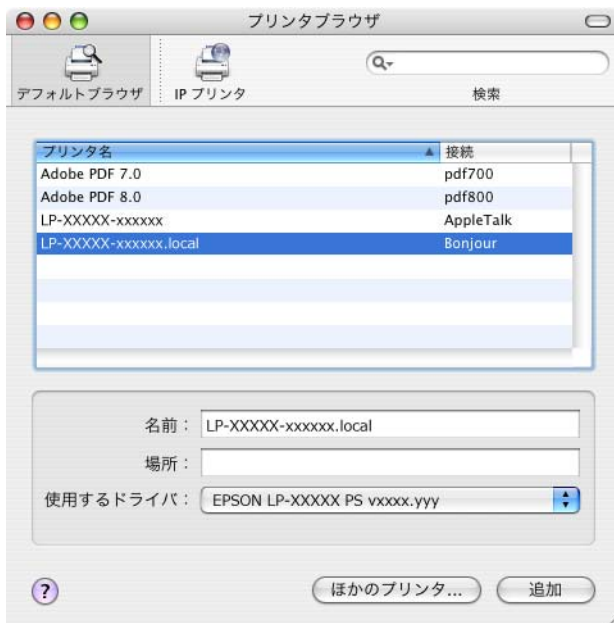 プリンタブラウザ
デフォルトブラウザ
IP プリンタ
検索
プリンタ名 接続
Adobe PDF 7.0 pdf700
Adobe PDF 8.0 pdf800
LP-XXXXX-xxxxxx AppleTalk
LP-XXXXX-xxxxxx.local Bonjour
名前： LP-XXXXX-xxxxxx.local
場所：
使用するドライバ： EPSON LP-XXXXX PS vxxxx.yyy
? ほかのプリンタ... 追加